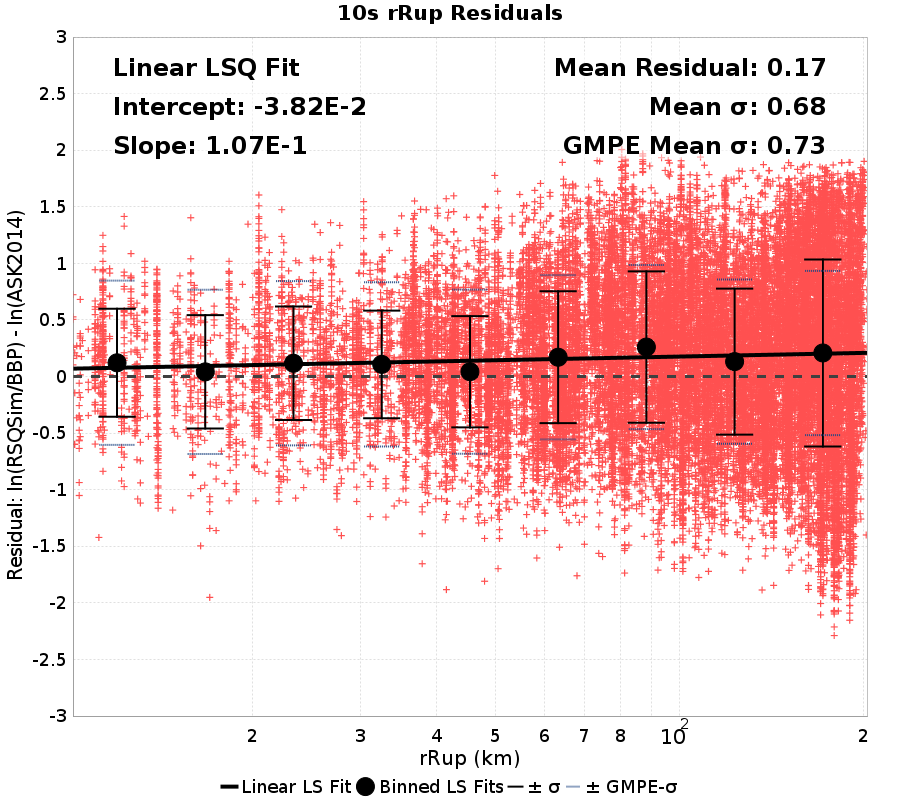 10s rRup Residuals
Linear LSQ Fit
Intercept: -3.82E-2
Slope: 1.07E-1
Mean Residual: 0.17
Mean σ: 0.68
GMPE Mean σ: 0.73
Residual: ln(RSQSim/BBP) - ln(ASK2014)
3
2.5
2
1.5
1
0.5
0
-0.5
-1
-1.5
-2
-2.5
-3
2 3 4 5 6 7 8 10² 2
rRup (km)
Linear LS Fit Binned LS Fits ± σ ± GMPE-σ